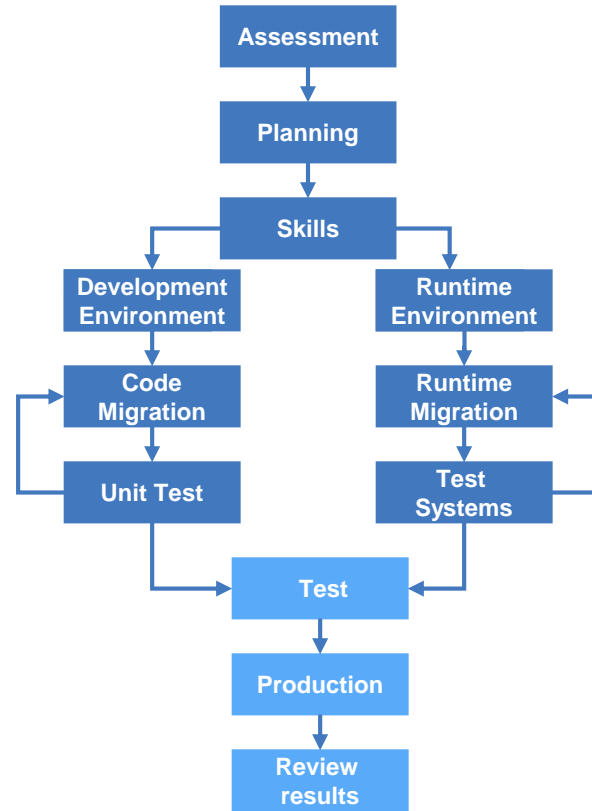 Assessment
Planning
Skills
Development
Environment
Runtime
Environment
Code
Migration
Runtime
Migration
Unit Test
Test
Systems
Test
Production
Review
results